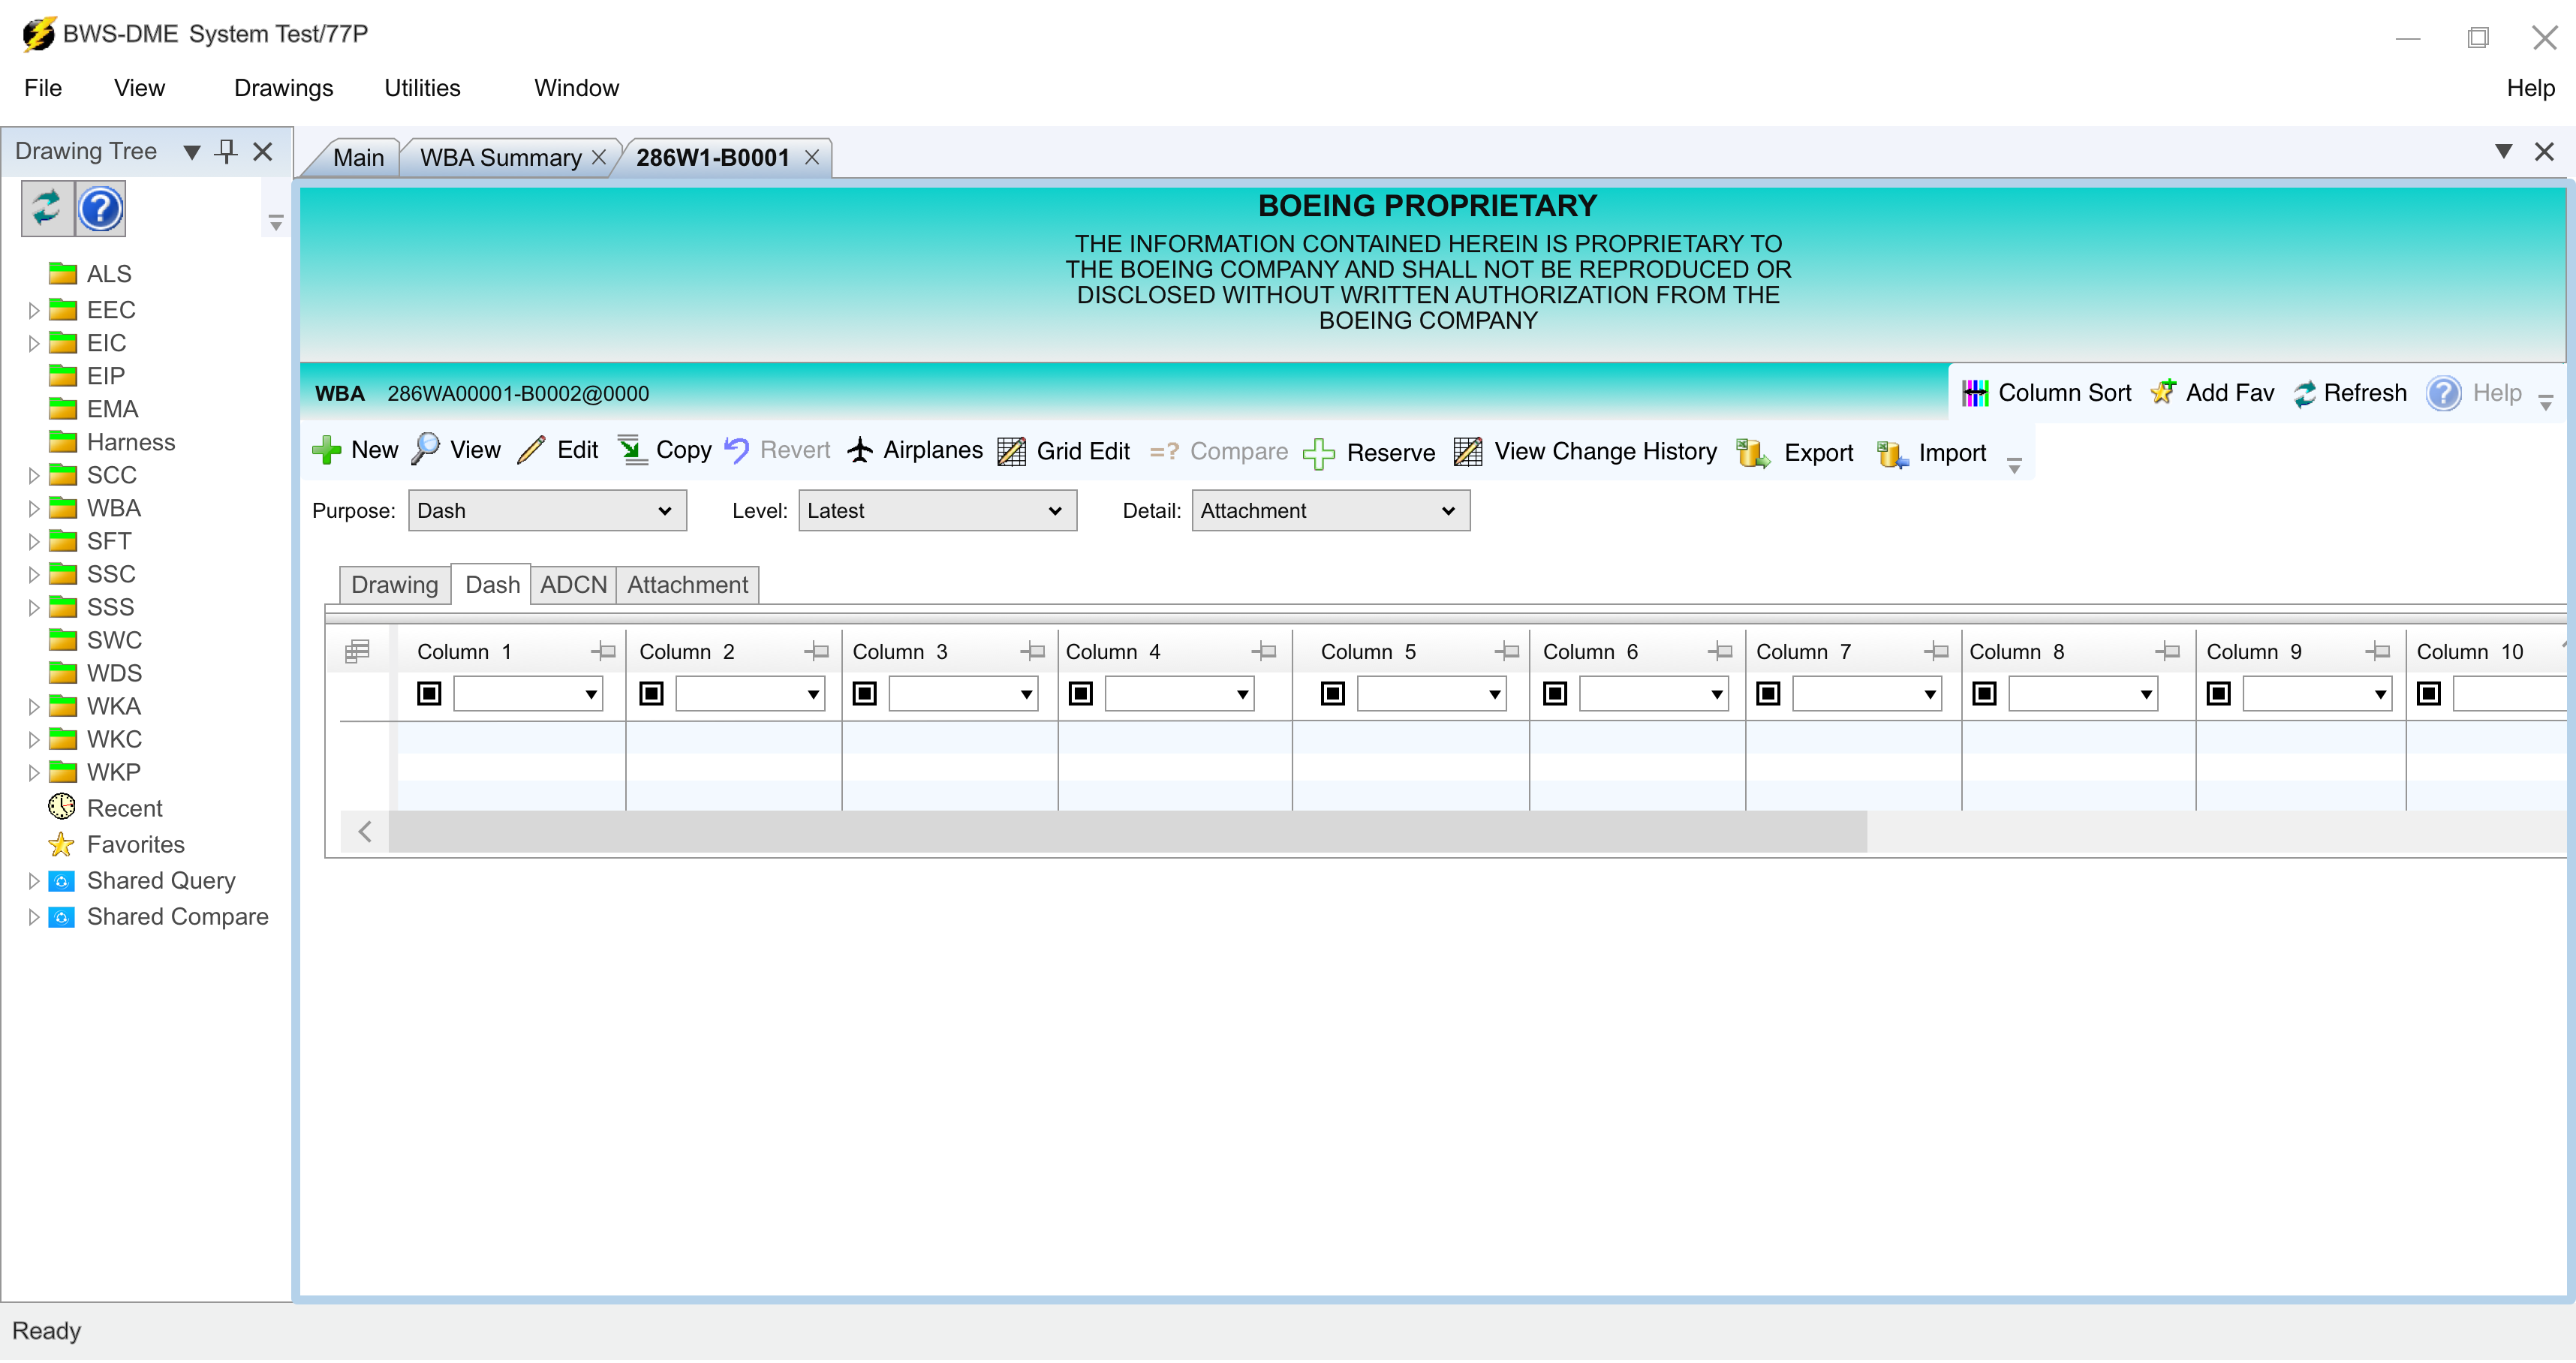 BWS-DME System Test/77P
File View Drawings Utilities Window Help
Drawing Tree
Main WBA Summary 286W1-B0001
ALS
EEC
EIC
EIP
EMA
Harness
SCC
WBA
SFT
SSC
SSS
SWC
WDS
WKA
WKC
WKP
Recent
Favorites
Shared Query
Shared Compare
BOEING PROPRIETARY
THE INFORMATION CONTAINED HEREIN IS PROPRIETARY TO
THE BOEING COMPANY AND SHALL NOT BE REPRODUCED OR
DISCLOSED WITHOUT WRITTEN AUTHORIZATION FROM THE
BOEING COMPANY
WBA 286WA00001-B0002@0000 Column Sort Add Fav Refresh ? Help
New View Edit Copy Revert Airplanes Grid Edit =? Compare Reserve View Change History Export Import
Purpose: Dash Level: Latest Detail: Attachment
Drawing Dash ADCN Attachment
Column 1 Column 2 Column 3 Column 4 Column 5 Column 6 Column 7 Column 8 Column 9 Column 10
Ready